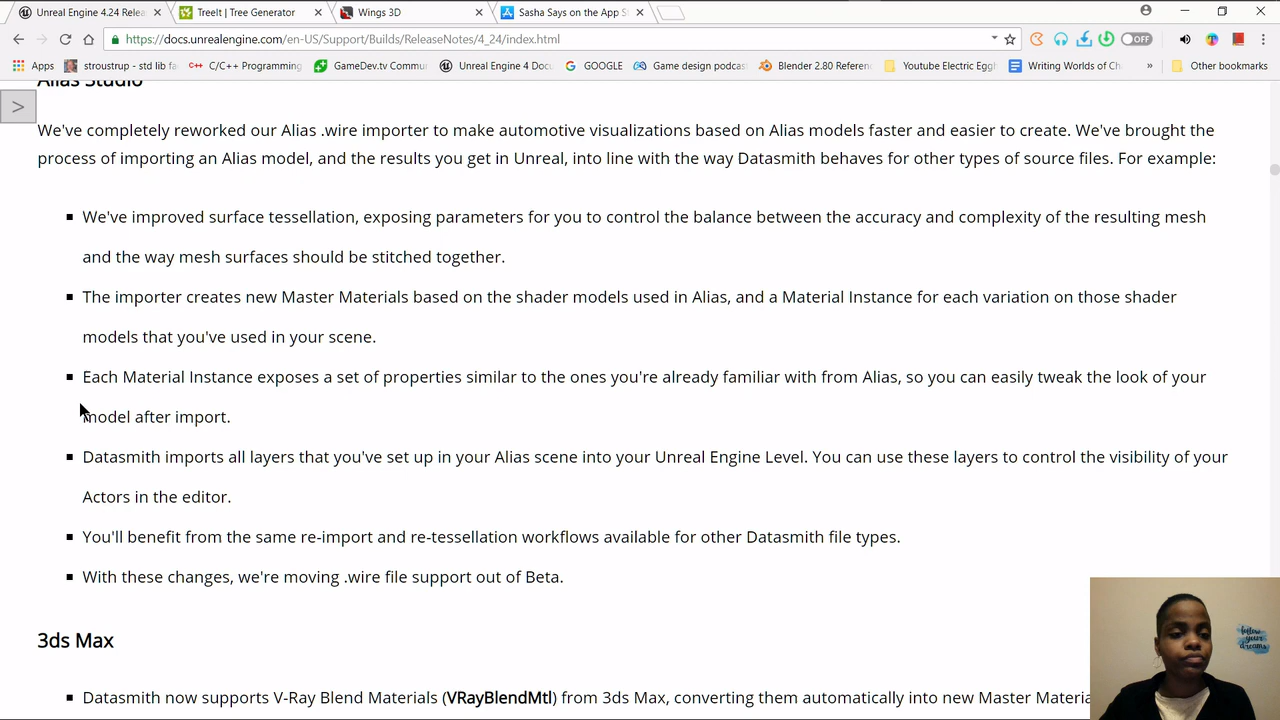 Unreal Engine 4.24 Relea
TreeIt | Tree Generator
Wings 3D
Sasha Says on the App S
https://docs.unrealengine.com/en-US/Support/Builds/ReleaseNotes/4_24/index.html
OFF
Apps
stroustrup - std lib fa
C/C++ Programming
GameDev.tv Commu
Unreal Engine 4 Docu
GOOGLE
Game design podcas
Blender 2.80 Referen
Youtube Electric Eggp
Writing Worlds of Ch
»
Other bookmarks
Alias Studio
>
We've completely reworked our Alias .wire importer to make automotive visualizations based on Alias models faster and easier to create. We've brought the
process of importing an Alias model, and the results you get in Unreal, into line with the way Datasmith behaves for other types of source files. For example:
We've improved surface tessellation, exposing parameters for you to control the balance between the accuracy and complexity of the resulting mesh
and the way mesh surfaces should be stitched together.
The importer creates new Master Materials based on the shader models used in Alias, and a Material Instance for each variation on those shader
models that you've used in your scene.
Each Material Instance exposes a set of properties similar to the ones you're already familiar with from Alias, so you can easily tweak the look of your
model after import.
Datasmith imports all layers that you've set up in your Alias scene into your Unreal Engine Level. You can use these layers to control the visibility of your
Actors in the editor.
You'll benefit from the same re-import and re-tessellation workflows available for other Datasmith file types.
With these changes, we're moving .wire file support out of Beta.
3ds Max
Datasmith now supports V-Ray Blend Materials (VRayBlendMtl) from 3ds Max, converting them automatically into new Master Materia
follow
your
dreams